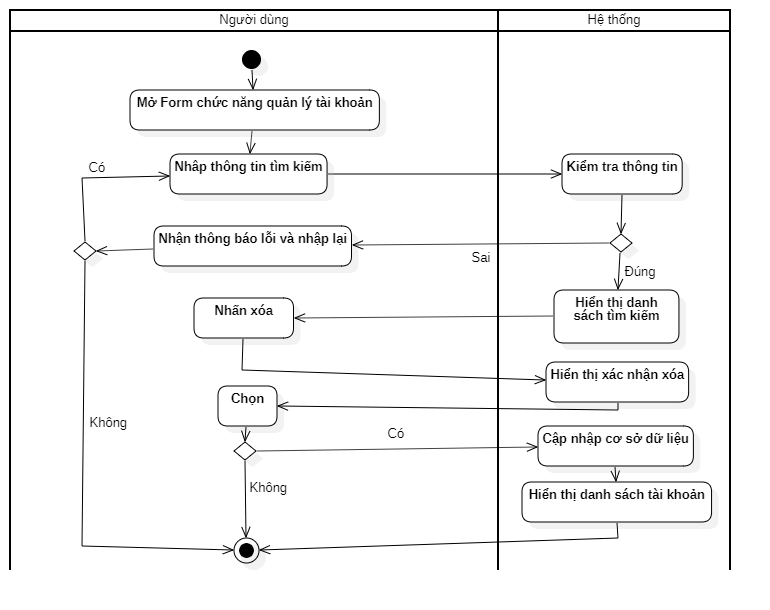 Người dùng
Hệ thống
Mở Form chức năng quản lý tài khoản
Có
Nhâp thông tin tìm kiếm
Kiểm tra thông tin
Nhận thông báo lỗi và nhập lại
Sai
Đúng
Hiển thị danh
sách tìm kiếm
Nhấn xóa
Hiển thị xác nhận xóa
Chọn
Không
Có
Cập nhập cơ sở dữ liệu
Không
Hiển thị danh sách tài khoản